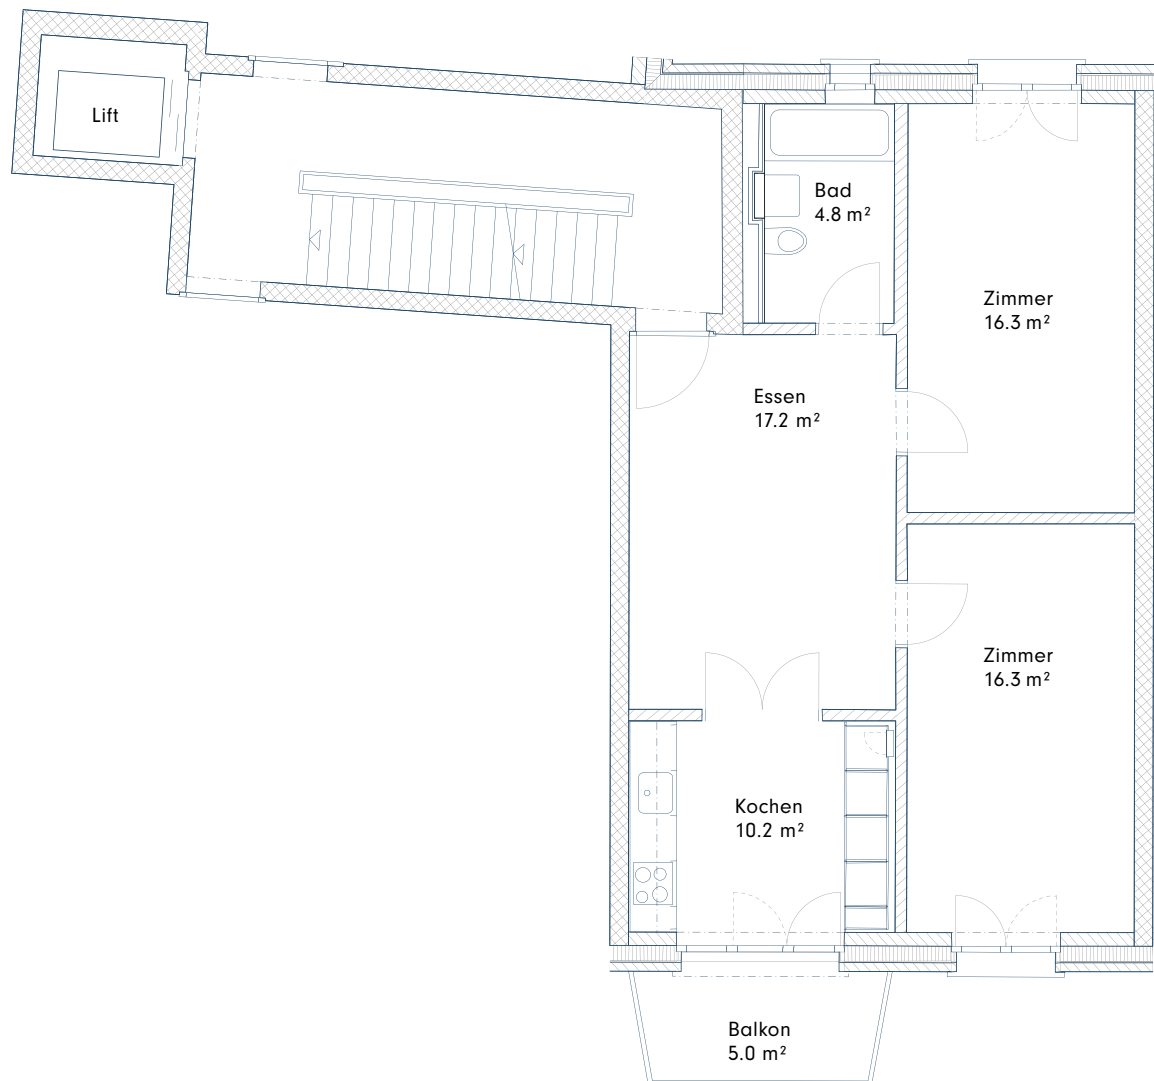 Lift
Bad
4.8 m²
Zimmer
16.3 m²
Essen
17.2 m²
Zimmer
16.3 m²
Kochen
10.2 m²
Balkon
5.0 m²